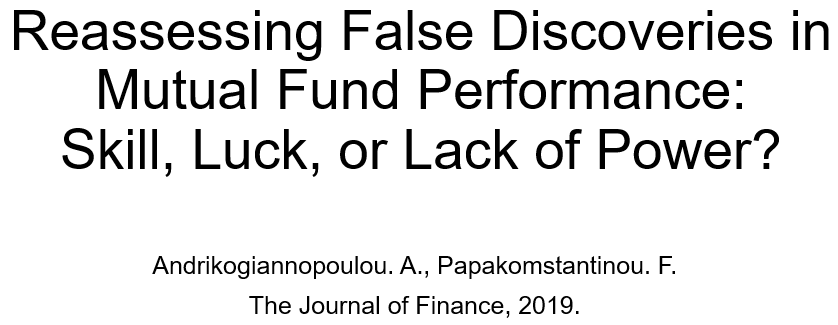 Reassessing False Discoveries in
Mutual Fund Performance:
Skill, Luck, or Lack of Power?
Andrikogiannopoulou. A., Papakomstantinou. F.
The Journal of Finance, 2019.